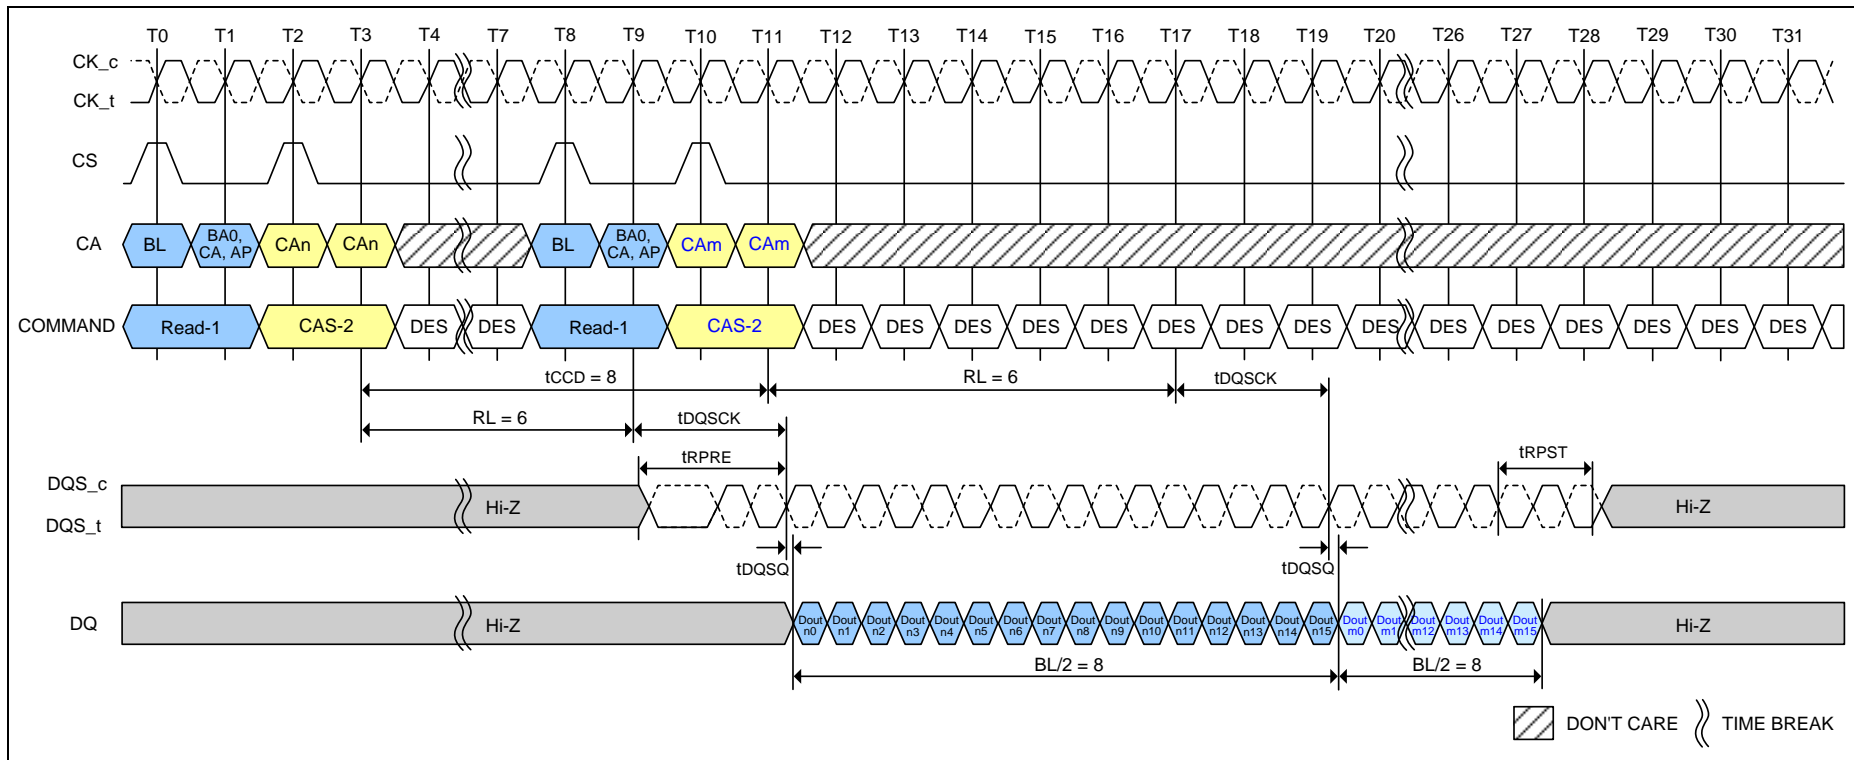 T0 T1 T2 T3 T4 T7 T8 T9 T10 T11 T12 T13 T14 T15 T16 T17 T18 T19 T20 T26 T27 T28 T29 T30 T31
CK_c
CK_t
CS
CA BL BA0, CA, AP CAn CAn BL BA0, CA, AP CAm CAm
COMMAND Read-1 CAS-2 DES DES Read-1 CAS-2 DES DES DES DES DES DES DES DES DES DES DES DES DES DES DES
tCCD = 8 RL = 6 tDQSCK
RL = 6 tDQSCK
tRPRE tRPST
DQS_c
Hi-Z Hi-Z
DQS_t
tDQSQ tDQSQ
DQ Hi-Z Dout n0 Dout n1 Dout n2 Dout n3 Dout n4 Dout n5 Dout n6 Dout n7 Dout n8 Dout n9 Dout n10 Dout n11 Dout n12 Dout n13 Dout n14 Dout n15 Dout m0 Dout m1 Dout m12 Dout m13 Dout m14 Dout m15 Hi-Z
BL/2 = 8 BL/2 = 8
DON'T CARE TIME BREAK